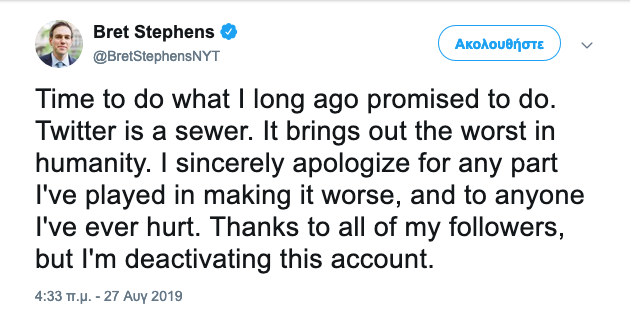 Bret Stephens
@BretStephensNYT
Ακολουθήστε
Time to do what I long ago promised to do.
Twitter is a sewer. It brings out the worst in
humanity. I sincerely apologize for any part
I've played in making it worse, and to anyone
I've ever hurt. Thanks to all of my followers,
but I'm deactivating this account.
4:33 π.μ. - 27 Αυγ 2019